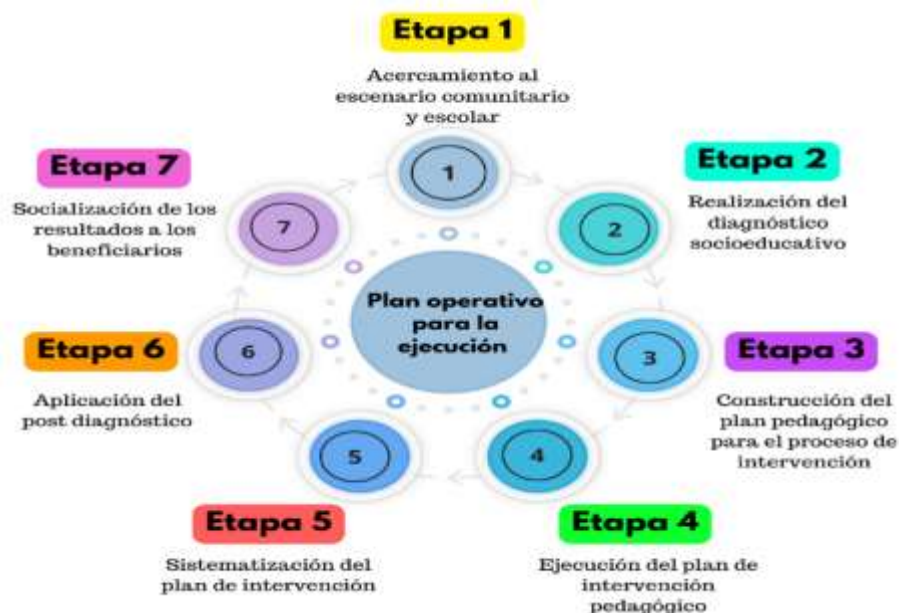 Etapa 1
Acercamiento al
escenario comunitario
y escolar
1
Etapa 2
Realización del
diagnóstico
socioeducativo
2
Etapa 3
Construcción del
plan pedagógico
para el proceso de
intervención
3
Etapa 4
Ejecución del plan de
intervención
pedagógico
4
Etapa 5
Sistematización del
plan de intervención
5
Etapa 6
Aplicación del
post diagnóstico
6
Etapa 7
Socialización de los
resultados a los
beneficiarios
7
Plan operativo
para la
ejecución